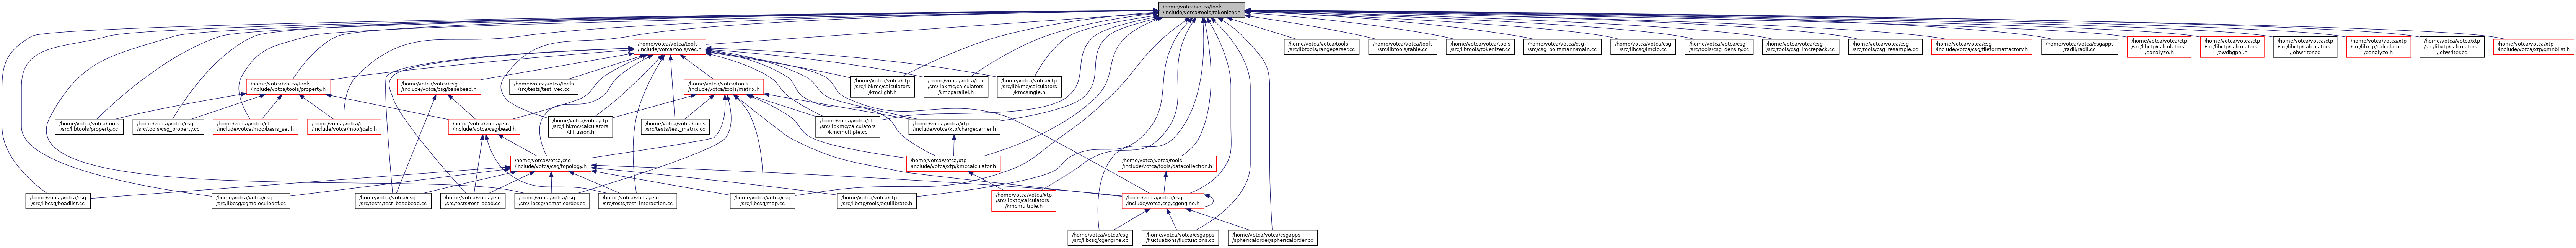 /home/votca/votca/tools
/include/votca/tools/tokenizer.h
/home/votca/votca/tools
/include/votca/tools/vec.h
/home/votca/votca/tools
/src/libtools/rangeparser.cc
/home/votca/votca/tools
/src/libtools/table.cc
/home/votca/votca/tools
/src/libtools/tokenizer.cc
/home/votca/votca/csg
/src/csg_boltzmann/main.cc
/home/votca/votca/csg
/src/libcsg/imcio.cc
/home/votca/votca/csg
/src/tools/csg_density.cc
/home/votca/votca/csg
/src/tools/csg_imcrepack.cc
/home/votca/votca/csg
/src/tools/csg_resample.cc
/home/votca/votca/csg
/include/votca/csg/fileformatfactory.h
/home/votca/votca/csgapps
/radii/radii.cc
/home/votca/votca/ctp
/src/libctp/calculators
/eanalyze.h
/home/votca/votca/ctp
/src/libctp/calculators
/ewdbgpol.h
/home/votca/votca/ctp
/src/libctp/calculators
/jobwriter.cc
/home/votca/votca/xtp
/src/libxtp/calculators
/eanalyze.h
/home/votca/votca/xtp
/src/libxtp/calculators
/jobwriter.cc
/home/votca/votca/xtp
/include/votca/xtp/qmnblist.h
/home/votca/votca/tools
/include/votca/tools/property.h
/home/votca/votca/csg
/include/votca/csg/basebead.h
/home/votca/votca/tools
/src/tests/test_vec.cc
/home/votca/votca/tools
/include/votca/tools/matrix.h
/home/votca/votca/ctp
/src/libkmc/calculators
/kmclight.h
/home/votca/votca/ctp
/src/libkmc/calculators
/kmcparallel.h
/home/votca/votca/ctp
/src/libkmc/calculators
/kmcsingle.h
/home/votca/votca/tools
/src/libtools/property.cc
/home/votca/votca/csg
/src/tools/csg_property.cc
/home/votca/votca/ctp
/include/votca/moo/basis_set.h
/home/votca/votca/ctp
/include/votca/moo/jcalc.h
/home/votca/votca/csg
/include/votca/csg/bead.h
/home/votca/votca/ctp
/src/libkmc/calculators
/diffusion.h
/home/votca/votca/tools
/src/tests/test_matrix.cc
/home/votca/votca/ctp
/src/libkmc/calculators
/kmcmultiple.cc
/home/votca/votca/xtp
/include/votca/xtp/chargecarrier.h
/home/votca/votca/csg
/include/votca/csg/topology.h
/home/votca/votca/xtp
/include/votca/xtp/kmccalculator.h
/home/votca/votca/tools
/include/votca/tools/datacollection.h
/home/votca/votca/csg
/src/libcsg/beadlist.cc
/home/votca/votca/csg
/src/libcsg/cgmoleculedef.cc
/home/votca/votca/csg
/src/tests/test_basebead.cc
/home/votca/votca/csg
/src/tests/test_bead.cc
/home/votca/votca/csg
/src/libcsg/nematicorder.cc
/home/votca/votca/csg
/src/tests/test_interaction.cc
/home/votca/votca/csg
/src/libcsg/map.cc
/home/votca/votca/ctp
/src/libctp/tools/equilibrate.h
/home/votca/votca/xtp
/src/libxtp/calculators
/kmcmultiple.h
/home/votca/votca/csg
/include/votca/csg/cgengine.h
/home/votca/votca/csg
/src/libcsg/cgengine.cc
/home/votca/votca/csgapps
/fluctuations/fluctuations.cc
/home/votca/votca/csgapps
/sphericalorder/sphericalorder.cc